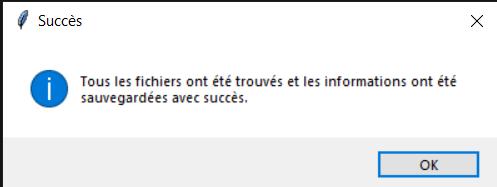 Succès
Tous les fichiers ont été trouvés et les informations ont été
sauvegardées avec succès.
OK